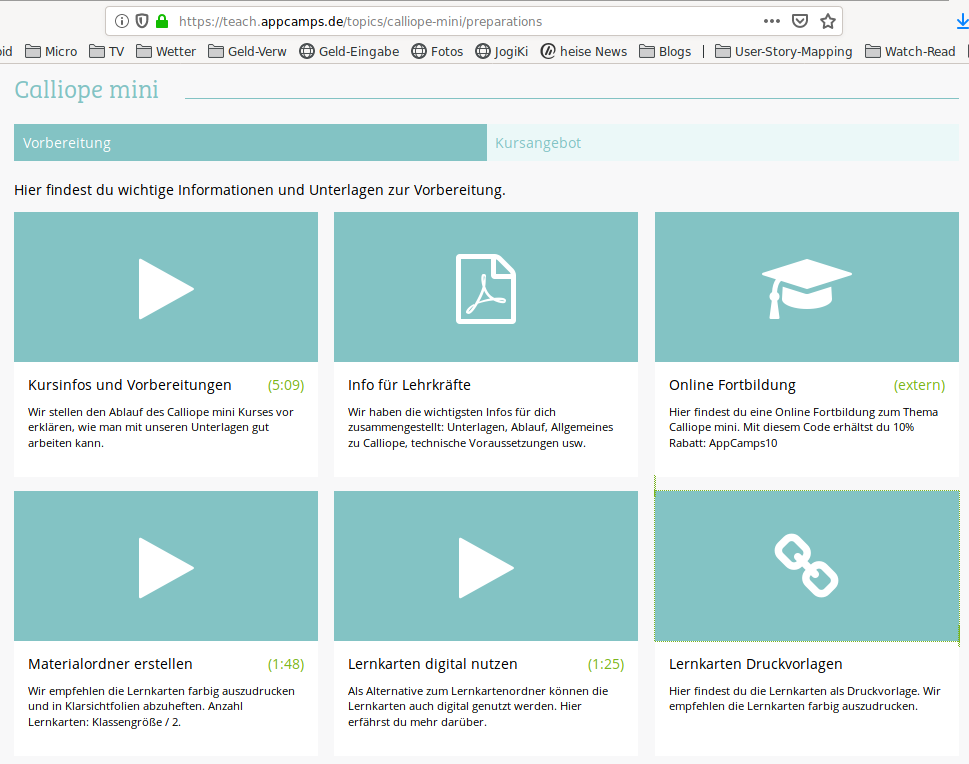 https://teach.appcamps.de/topics/calliope-mini/preparations
oid Micro TV Wetter Geld-Verw Geld-Eingabe Fotos JogiKi heise News Blogs | User-Story-Mapping Watch-Read
Calliope mini
Vorbereitung Kursangebot
Hier findest du wichtige Informationen und Unterlagen zur Vorbereitung.
Kursinfos und Vorbereitungen (5:09)
Wir stellen den Ablauf des Calliope mini Kurses vor
erklären, wie man mit unseren Unterlagen gut
arbeiten kann.
Info für Lehrkräfte
Wir haben die wichtigsten Infos für dich
zusammengestellt: Unterlagen, Ablauf, Allgemeines
zu Calliope, technische Voraussetzungen usw.
Online Fortbildung (extern)
Hier findest du eine Online Fortbildung zum Thema
Calliope mini. Mit diesem Code erhältst du 10%
Rabatt: AppCamps10
Materialordner erstellen (1:48)
Wir empfehlen die Lernkarten farbig auszudrucken
und in Klarsichtfolien abzuheften. Anzahl
Lernkarten: Klassengröße / 2.
Lernkarten digital nutzen (1:25)
Als Alternative zum Lernkartenordner können die
Lernkarten auch digital genutzt werden. Hier
erfährst du mehr darüber.
Lernkarten Druckvorlagen
Hier findest du die Lernkarten als Druckvorlage. Wir
empfehlen die Lernkarten farbig auszudrucken.